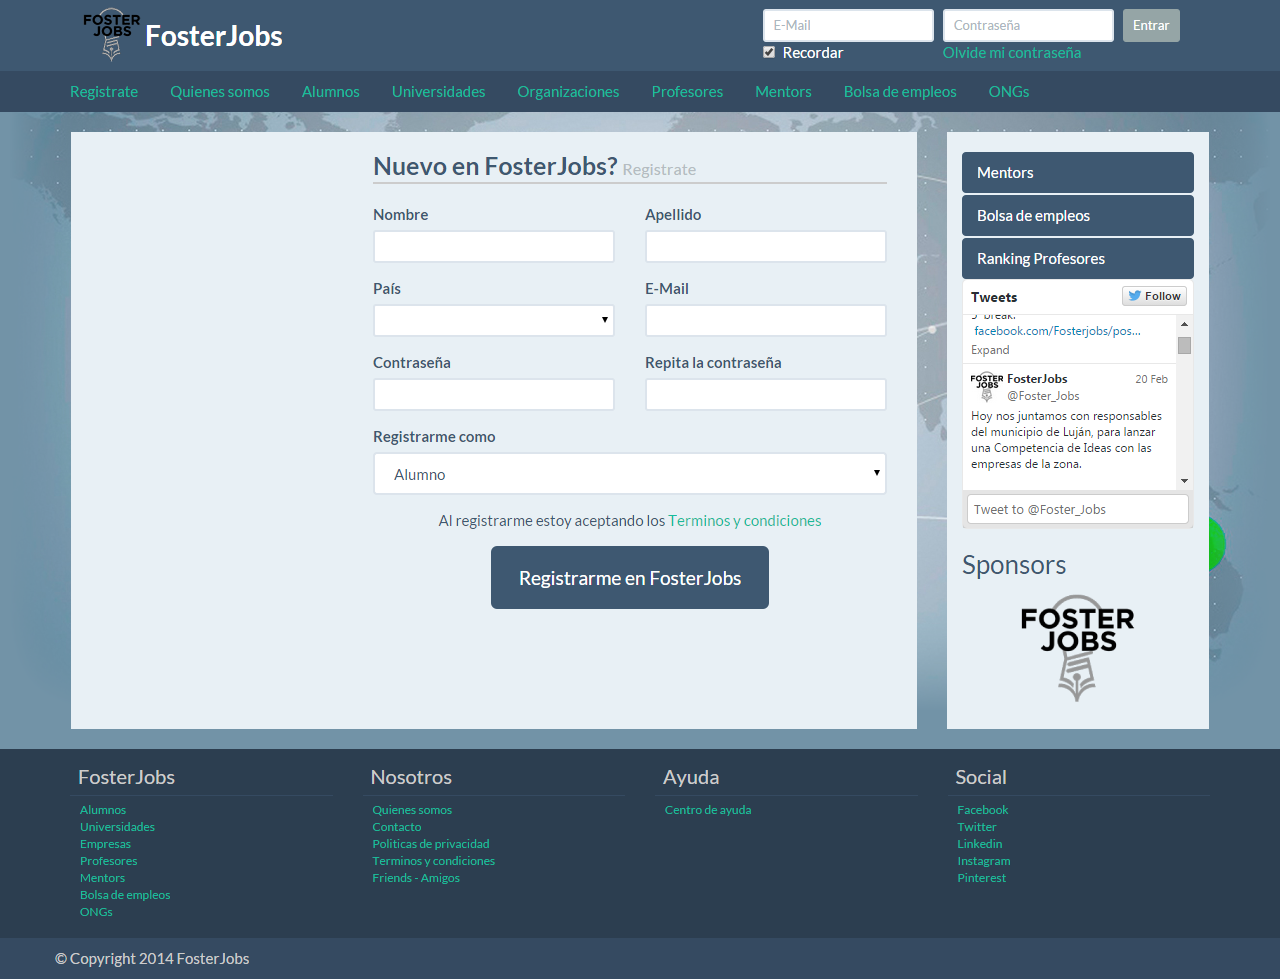 FOSTER
JOBS
FosterJobs
E-Mail
Contraseña
Entrar
Recordar
Olvide mi contraseña
Registrate
Quienes somos
Alumnos
Universidades
Organizaciones
Profesores
Mentors
Bolsa de empleos
ONGs
Nuevo en FosterJobs? Registrate
Nombre
Apellido
País
E-Mail
Contraseña
Repita la contraseña
Registrarme como
Alumno
Al registrarme estoy aceptando los Terminos y condiciones
Registrarme en FosterJobs
Mentors
Bolsa de empleos
Ranking Profesores
Tweets
Follow
break.
facebook.com/Fosterjobs/pos...
Expand
FOSTER
JOBS
FosterJobs
20 Feb
@Foster_Jobs
Hoy nos juntamos con responsables
del municipio de Luján, para lanzar
una Competencia de Ideas con las
empresas de la zona.
Tweet to @Foster_Jobs
Sponsors
FOSTER
JOBS
FosterJobs
Alumnos
Universidades
Empresas
Profesores
Mentors
Bolsa de empleos
ONGs
Nosotros
Quienes somos
Contacto
Politicas de privacidad
Terminos y condiciones
Friends - Amigos
Ayuda
Centro de ayuda
Social
Facebook
Twitter
Linkedin
Instagram
Pinterest
© Copyright 2014 FosterJobs